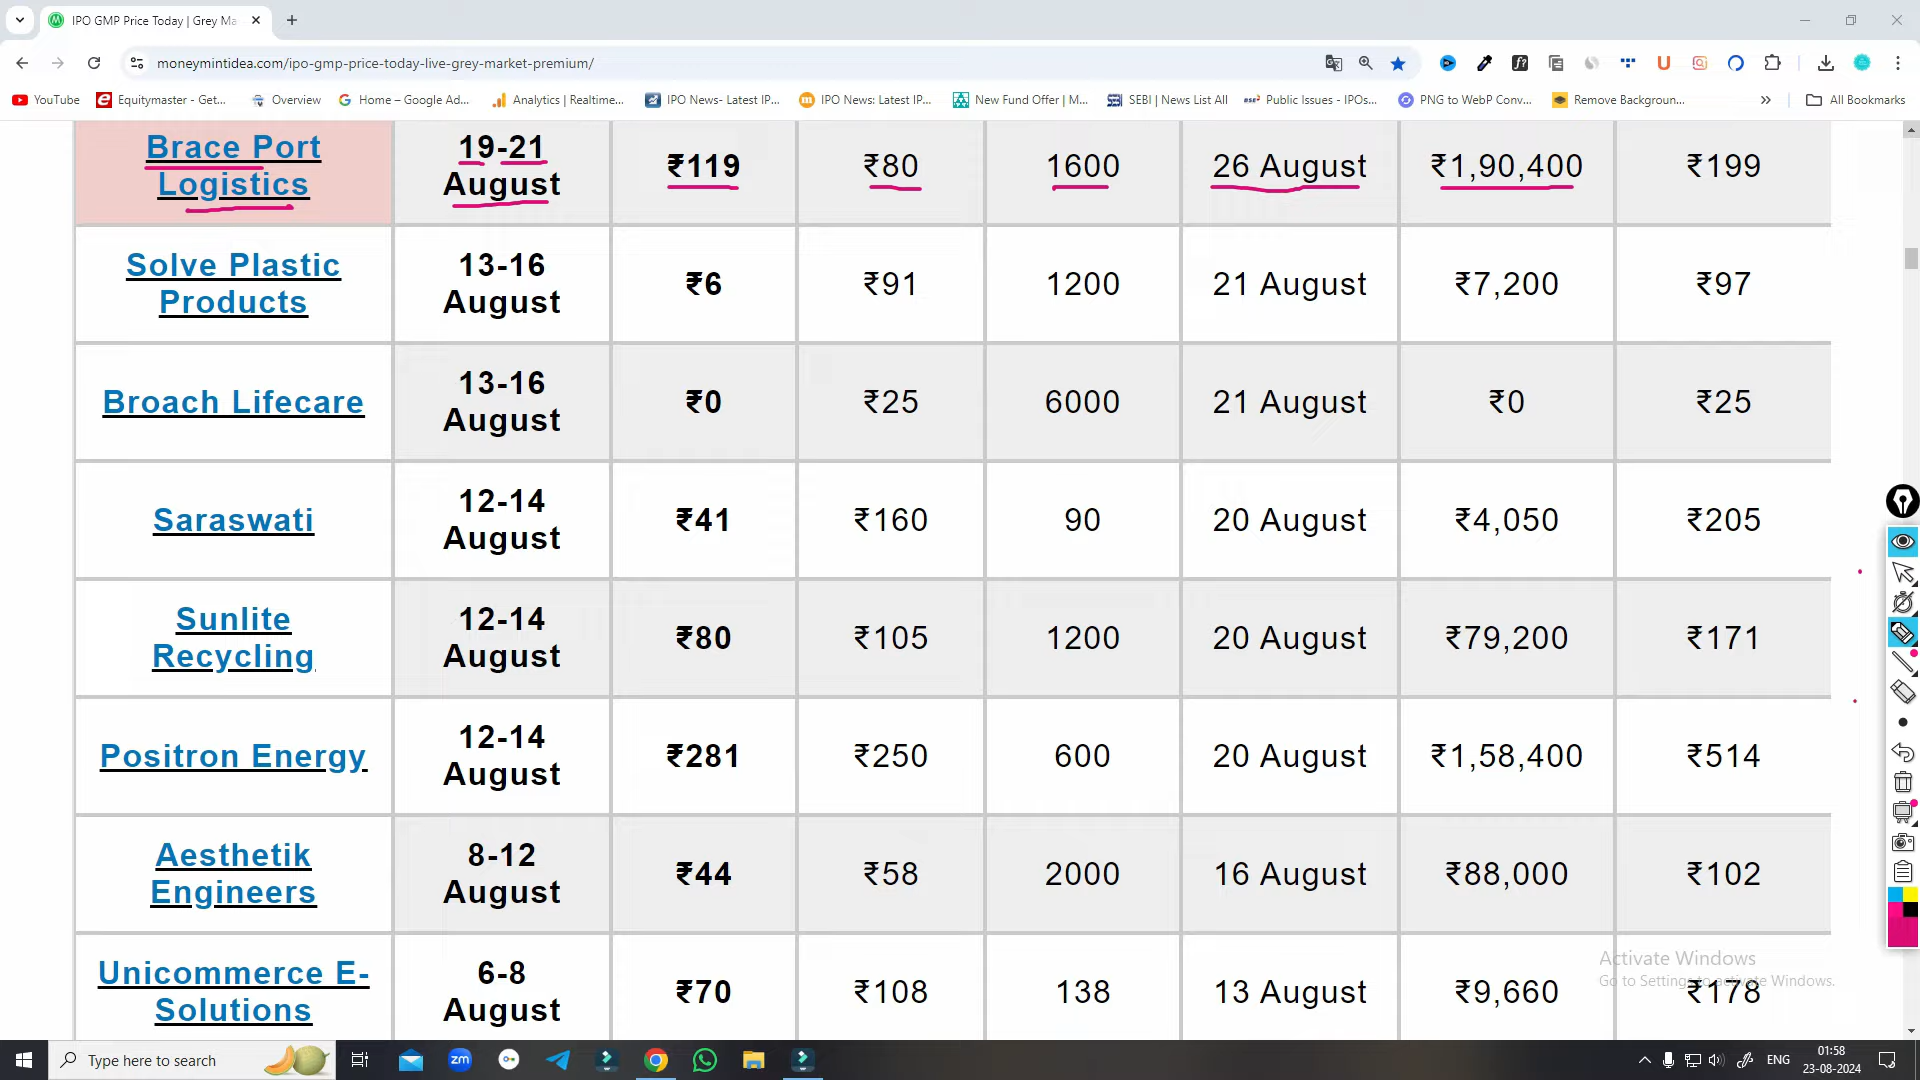 IPO GMP Price Today | Grey Ma
moneymintidea.com/ipo-gmp-price-today-live-grey-market-premium/
YouTube
Equitymaster - Get...
Overview
Home – Google Ad...
Analytics | Realtime...
IPO News- Latest IP...
IPO News: Latest IP...
New Fund Offer | M...
SEBI | News List All
Public Issues - IPOs...
PNG to WebP Conv...
Remove Backgroun...
All Bookmarks
Brace Port Logistics 19-21 August ₹119 ₹80 1600 26 August ₹1,90,400 ₹199
Solve Plastic Products 13-16 August ₹6 ₹91 1200 21 August ₹7,200 ₹97
Broach Lifecare 13-16 August ₹0 ₹25 6000 21 August ₹0 ₹25
Saraswati 12-14 August ₹41 ₹160 90 20 August ₹4,050 ₹205
Sunlite Recycling 12-14 August ₹80 ₹105 1200 20 August ₹79,200 ₹171
Positron Energy 12-14 August ₹281 ₹250 600 20 August ₹1,58,400 ₹514
Aesthetik Engineers 8-12 August ₹44 ₹58 2000 16 August ₹88,000 ₹102
Unicommerce E-Solutions 6-8 August ₹70 ₹108 138 13 August ₹9,660 ₹178
Activate Windows
Go to Settings to activate Windows.
Type here to search
zm
ENG
01:58
23-08-2024